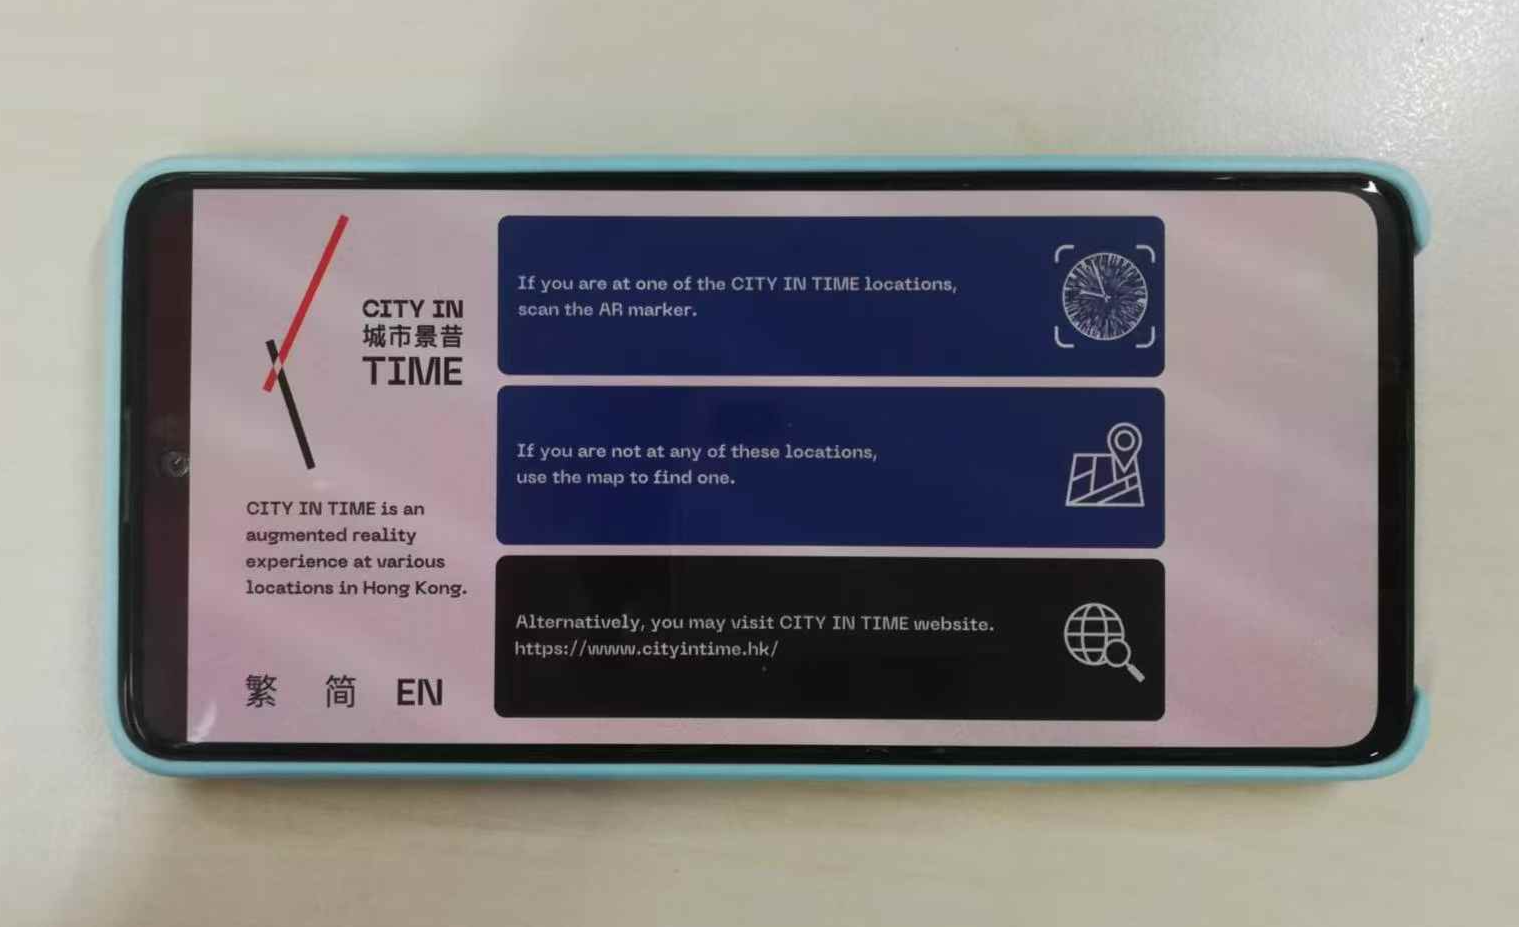 CITY IN
城市景昔
TIME
CITY IN TIME is an
augmented reality
experience at various
locations in Hong Kong.
繁 简 EN
If you are at one of the CITY IN TIME locations,
scan the AR marker.
If you are not at any of these locations,
use the map to find one.
Alternatively, you may visit CITY IN TIME website.
https://www.cityintime.hk/